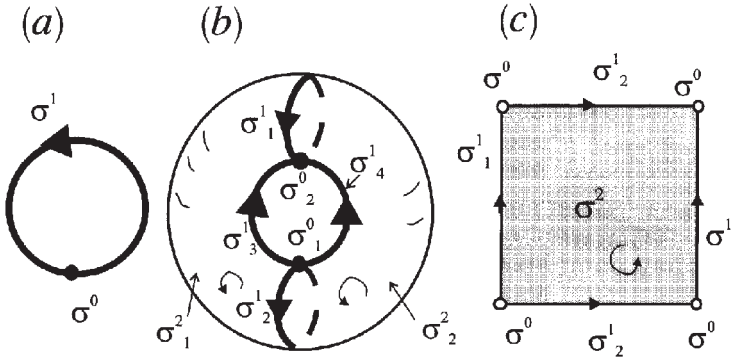 (a)
σ¹
σ⁰
(b)
σ¹₁
σ⁰₂
σ¹₄
σ¹₃
σ⁰₁
σ¹₂
σ²₁
σ²₂
(c)
σ⁰ σ¹₂ σ⁰
σ¹₁
σ²
σ¹
σ⁰ σ¹₂ σ⁰